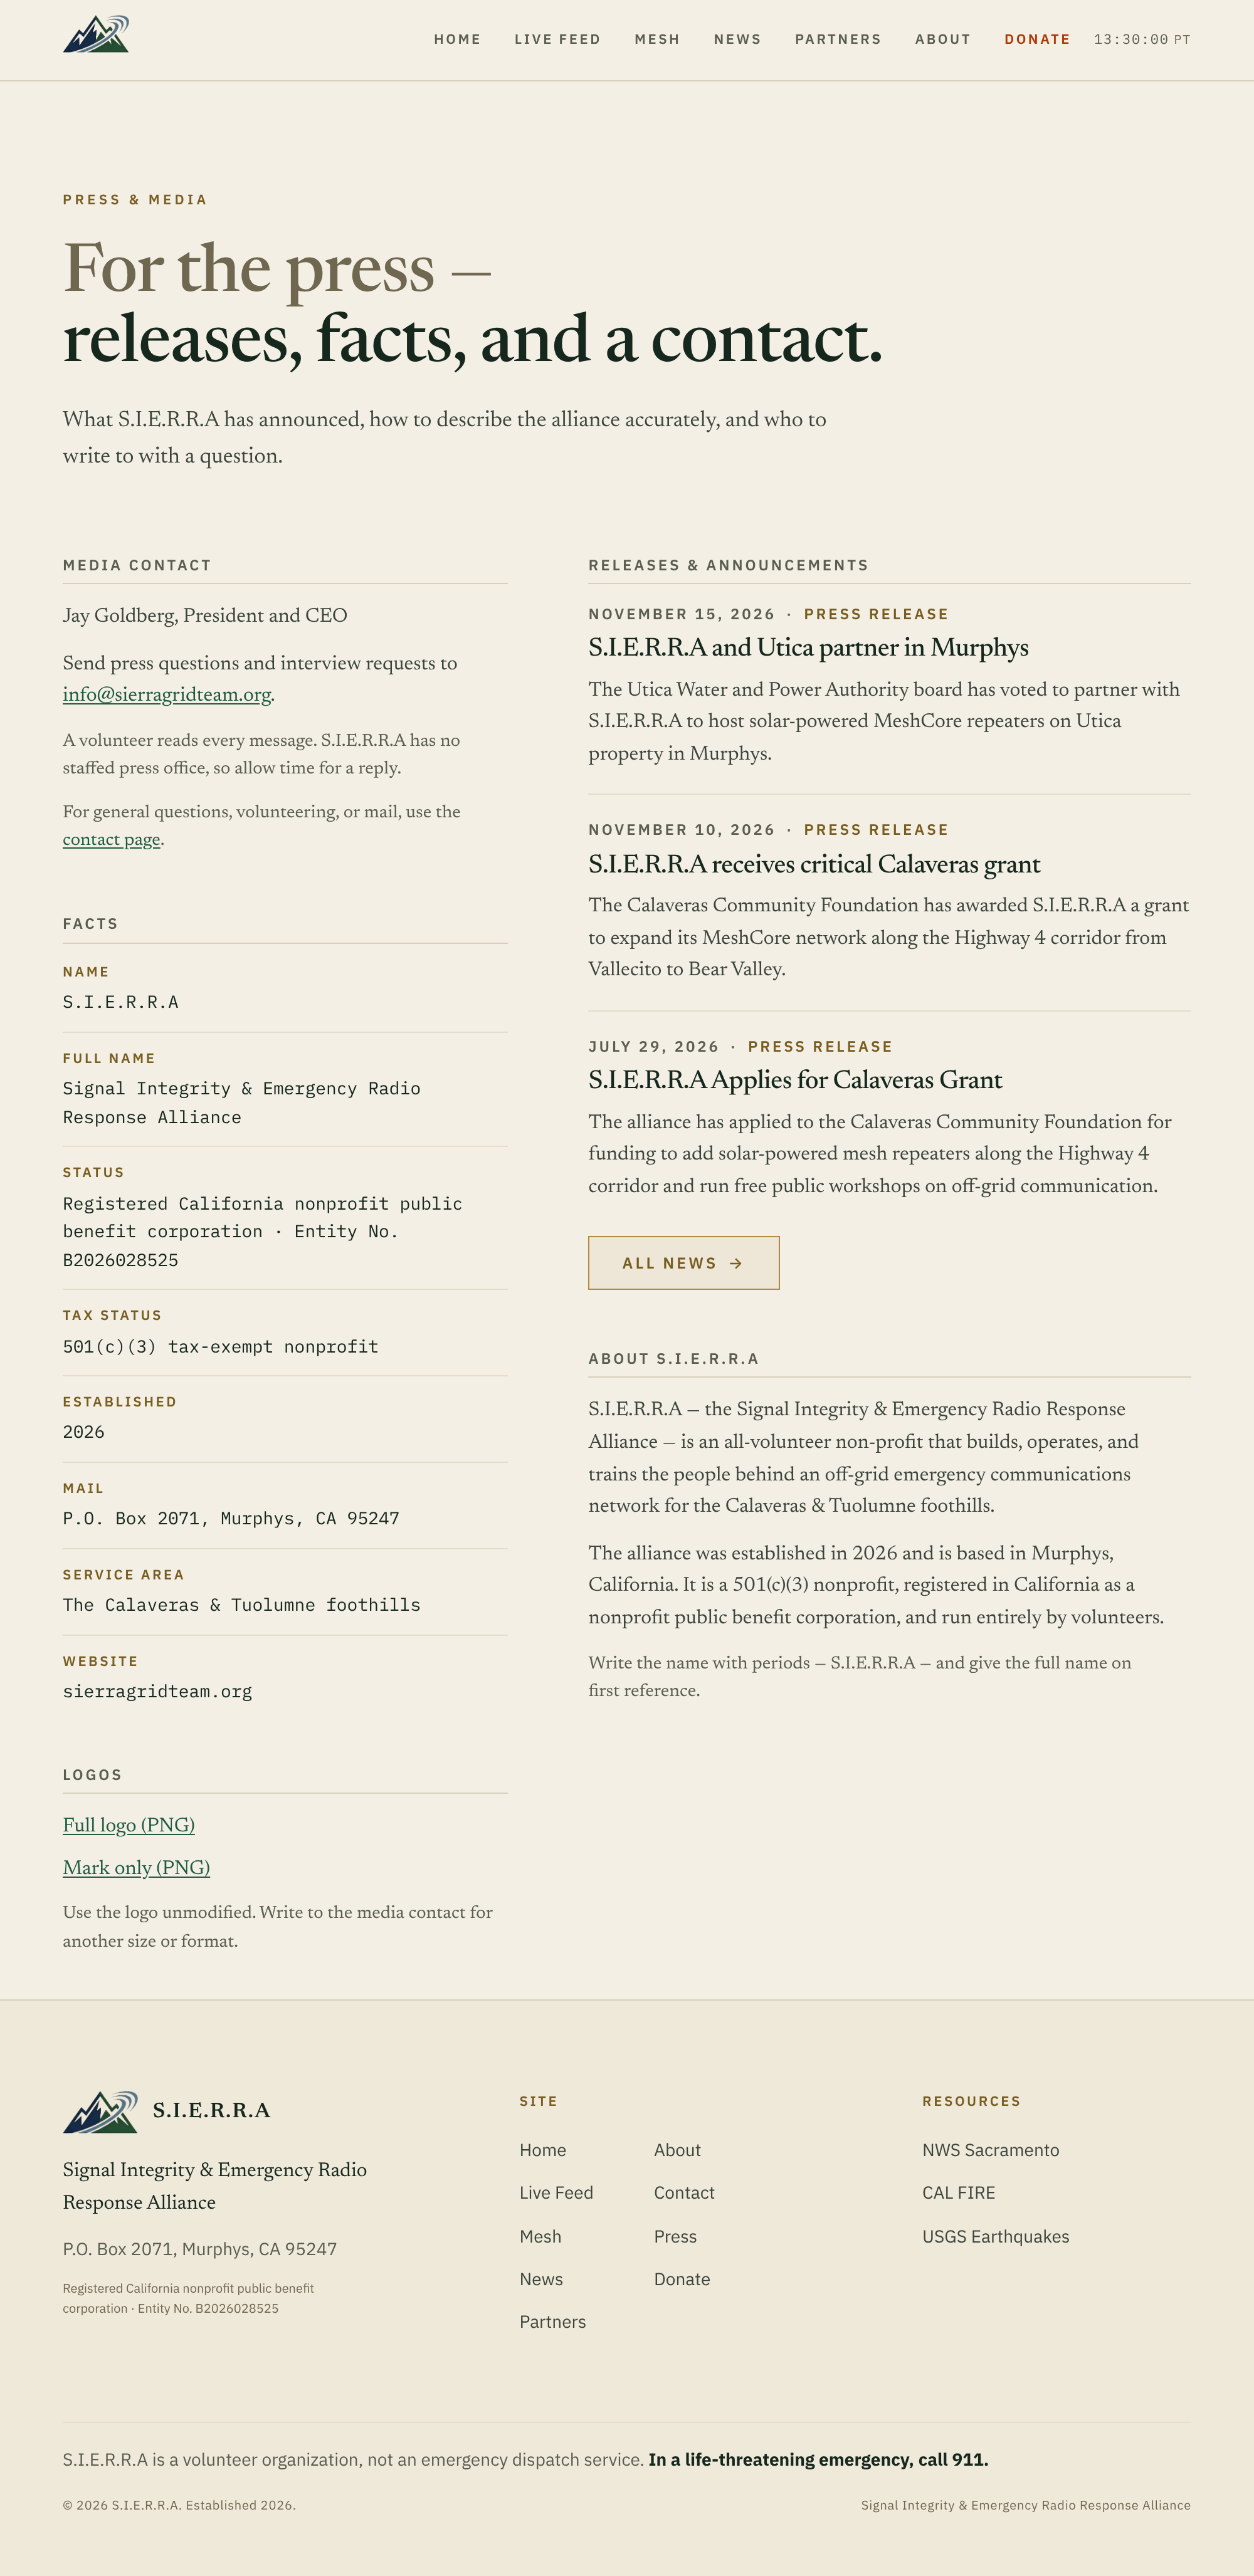 HOME LIVE FEED MESH NEWS PARTNERS ABOUT DONATE 13:30:00 PT
PRESS & MEDIA
For the press —
releases, facts, and a contact.
What S.I.E.R.R.A has announced, how to describe the alliance accurately, and who to
write to with a question.
MEDIA CONTACT
Jay Goldberg, President and CEO
Send press questions and interview requests to
info@sierragridteam.org.
A volunteer reads every message. S.I.E.R.R.A has no
staffed press office, so allow time for a reply.
For general questions, volunteering, or mail, use the
contact page.
FACTS
NAME
S.I.E.R.R.A
FULL NAME
Signal Integrity & Emergency Radio
Response Alliance
STATUS
Registered California nonprofit public
benefit corporation · Entity No.
B2026028525
TAX STATUS
501(c)(3) tax-exempt nonprofit
ESTABLISHED
2026
MAIL
P.O. Box 2071, Murphys, CA 95247
SERVICE AREA
The Calaveras & Tuolumne foothills
WEBSITE
sierragridteam.org
LOGOS
Full logo (PNG)
Mark only (PNG)
Use the logo unmodified. Write to the media contact for
another size or format.
RELEASES & ANNOUNCEMENTS
NOVEMBER 15, 2026 · PRESS RELEASE
S.I.E.R.R.A and Utica partner in Murphys
The Utica Water and Power Authority board has voted to partner with
S.I.E.R.R.A to host solar-powered MeshCore repeaters on Utica
property in Murphys.
NOVEMBER 10, 2026 · PRESS RELEASE
S.I.E.R.R.A receives critical Calaveras grant
The Calaveras Community Foundation has awarded S.I.E.R.R.A a grant
to expand its MeshCore network along the Highway 4 corridor from
Vallecito to Bear Valley.
JULY 29, 2026 · PRESS RELEASE
S.I.E.R.R.A Applies for Calaveras Grant
The alliance has applied to the Calaveras Community Foundation for
funding to add solar-powered mesh repeaters along the Highway 4
corridor and run free public workshops on off-grid communication.
ALL NEWS →
ABOUT S.I.E.R.R.A
S.I.E.R.R.A — the Signal Integrity & Emergency Radio Response
Alliance — is an all-volunteer non-profit that builds, operates, and
trains the people behind an off-grid emergency communications
network for the Calaveras & Tuolumne foothills.
The alliance was established in 2026 and is based in Murphys,
California. It is a 501(c)(3) nonprofit, registered in California as a
nonprofit public benefit corporation, and run entirely by volunteers.
Write the name with periods — S.I.E.R.R.A — and give the full name on
first reference.
S.I.E.R.R.A
Signal Integrity & Emergency Radio
Response Alliance
P.O. Box 2071, Murphys, CA 95247
Registered California nonprofit public benefit
corporation · Entity No. B2026028525
SITE
Home
Live Feed
Mesh
News
Partners
About
Contact
Press
Donate
RESOURCES
NWS Sacramento
CAL FIRE
USGS Earthquakes
S.I.E.R.R.A is a volunteer organization, not an emergency dispatch service. In a life-threatening emergency, call 911.
© 2026 S.I.E.R.R.A. Established 2026.
Signal Integrity & Emergency Radio Response Alliance